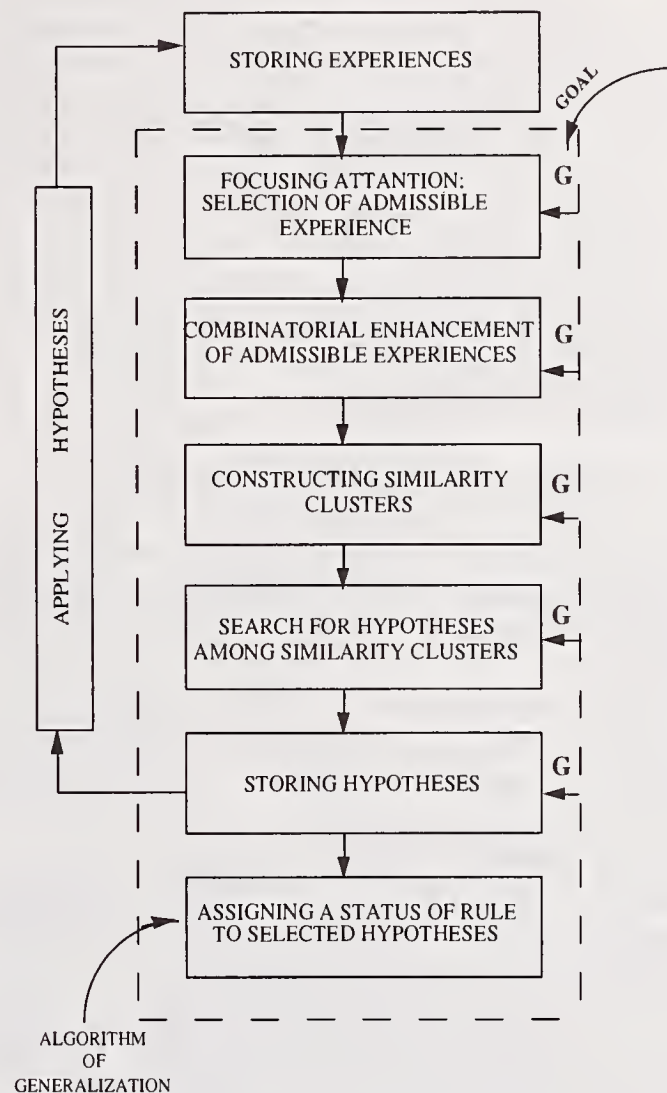 STORING EXPERIENCES
GOAL
FOCUSING ATTANTION:
SELECTION OF ADMISSIBLE
EXPERIENCE
G
COMBINATORIAL ENHANCEMENT
OF ADMISSIBLE EXPERIENCES
G
CONSTRUCTING SIMILARITY
CLUSTERS
G
SEARCH FOR HYPOTHESES
AMONG SIMILARITY CLUSTERS
G
STORING HYPOTHESES
G
ASSIGNING A STATUS OF RULE
TO SELECTED HYPOTHESES
APPLYING HYPOTHESES
ALGORITHM
OF
GENERALIZATION